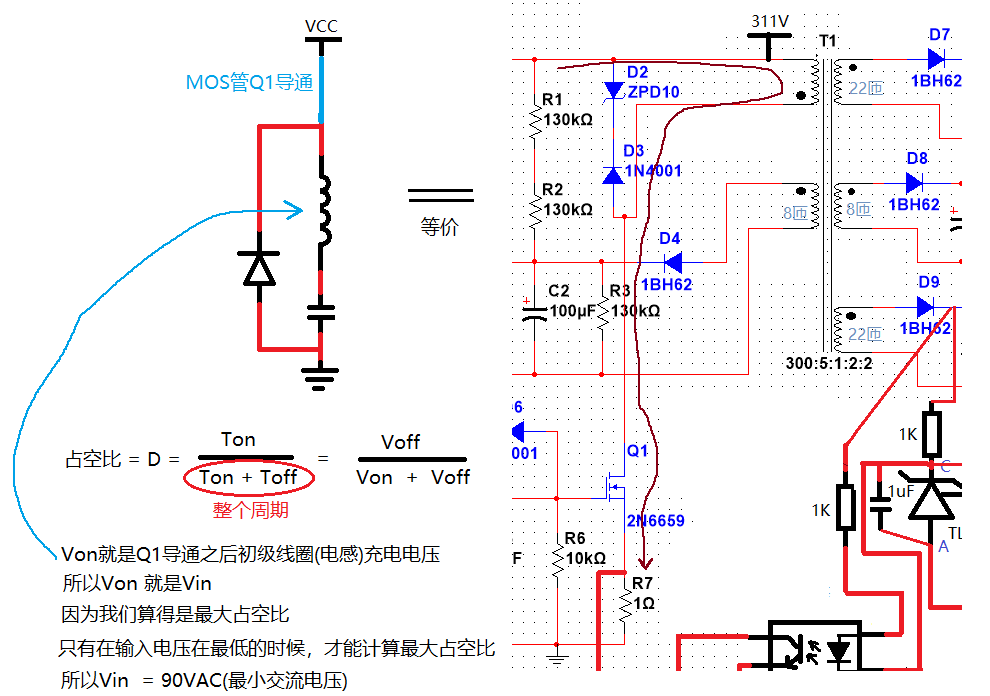 VCC
MOS管Q1导通
等价
占空比 = D = Ton / Ton + Toff = Voff / Von + Voff
整个周期
Von就是Q1导通之后初级线圈(电感)充电电压
所以Von 就是Vin
因为我们算得是最大占空比
只有在输入电压在最低的时候，才能计算最大占空比
所以Vin = 90VAC(最小交流电压)
311V
T1
D7
1BH62
22匝
D2
ZPD10
R1
130kΩ
D3
1N4001
R2
130kΩ
D8
1BH62
8匝
8匝
D4
1BH62
C2
100µF
R3
130kΩ
D9
1BH62
22匝
300:5:1:2:2
6
001
Q1
2N6659
R6
10kΩ
F
R7
1Ω
1K
C
1K
1uF
TL
A